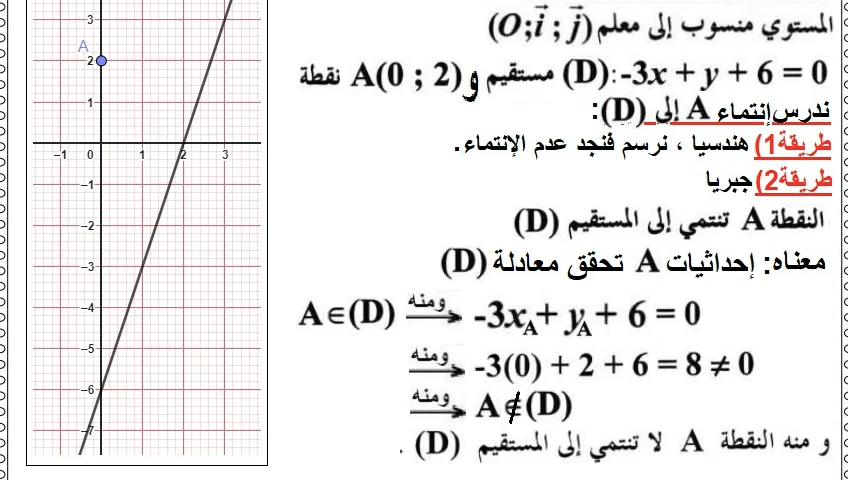 المستوي منسوب إلى معلم (O;i⃗ ; j⃗)
(D):-3x + y + 6 = 0 مستقيم و A(0 ; 2) نقطة
ندرس إنتماء A إلى (D):
طريقة1) هندسيا ، نرسم فنجد عدم الإنتماء.
طريقة2) جبريا
النقطة A تنتمي إلى المستقيم (D)
معناه: إحداثيات A تحقق معادلة (D)
A∈(D) ومنه -3x_A + y_A + 6 = 0
ومنه -3(0) + 2 + 6 = 8 ≠ 0
ومنه A∉(D)
و منه النقطة A لا تنتمي إلى المستقيم (D) .
3
A
2
1
–1 0 1 2 3
–1
–2
–3
–4
–5
–6
–7